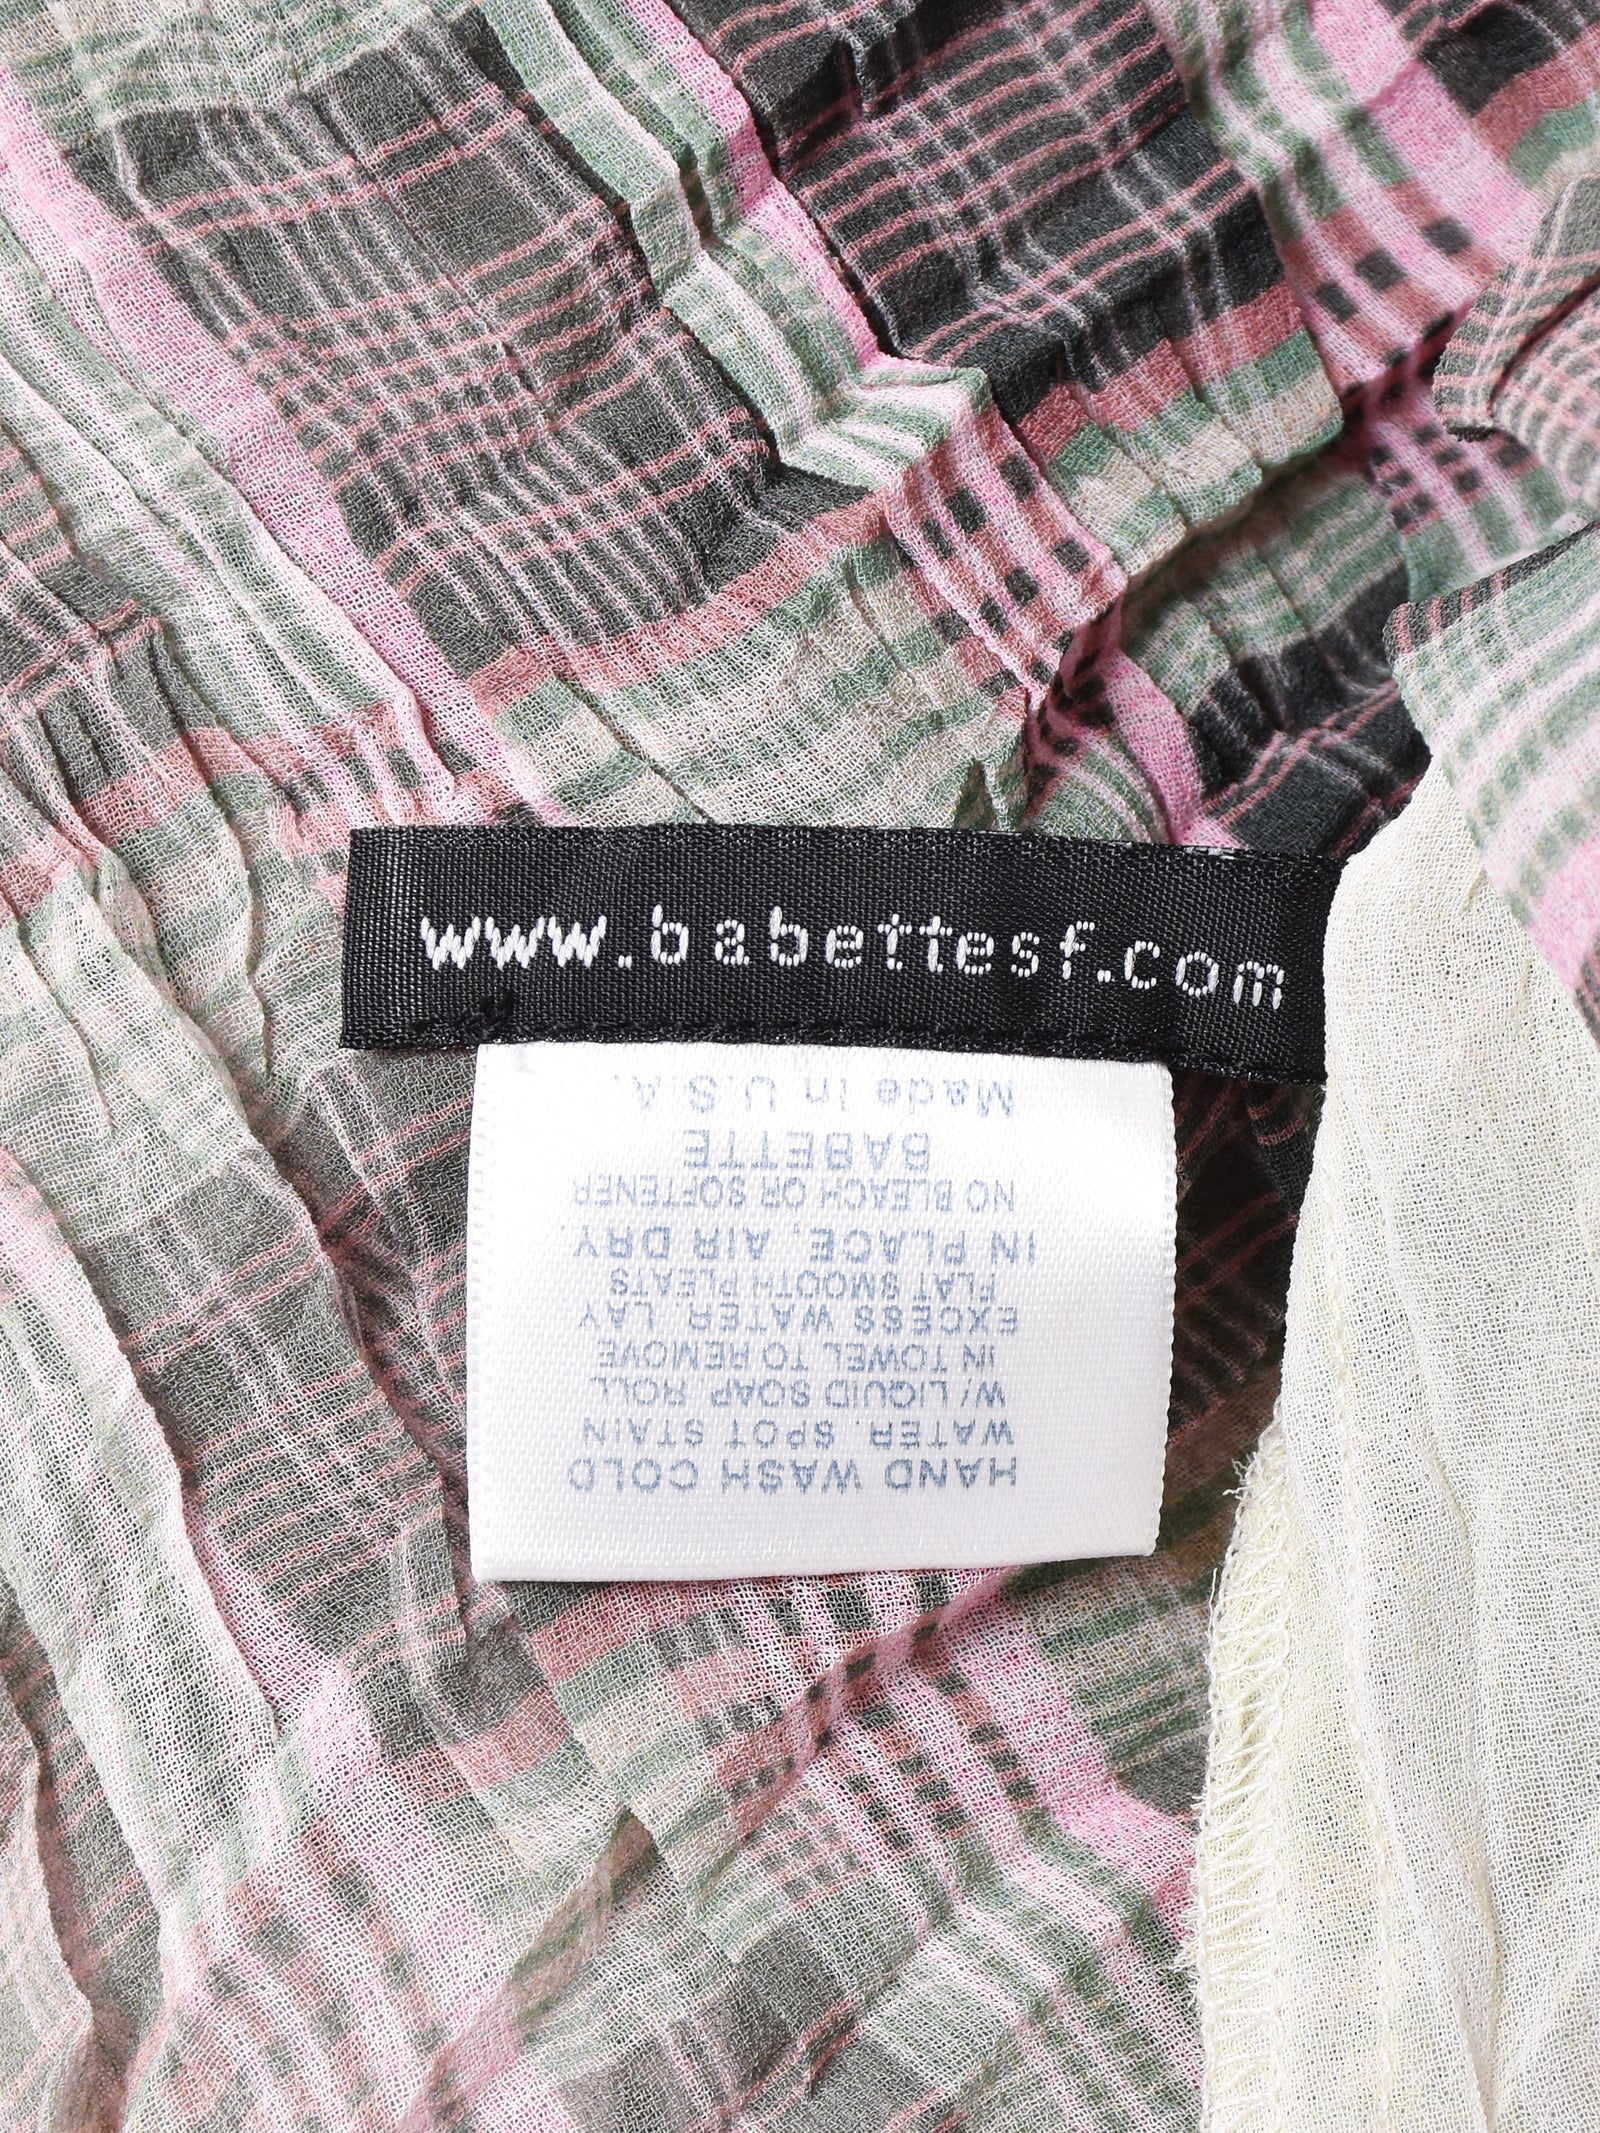 www.babettesf.com
HAND WASH COLD
WATER. SPOT STAIN
W/LIQUID SOAP. ROLL
IN TOWEL TO REMOVE
EXCESS WATER. LAY
FLAT SMOOTH PLEATS
IN PLACE, AIR DRY.
NO BLEACH OR SOFTENER
BABETTE
Made in U.S.A.